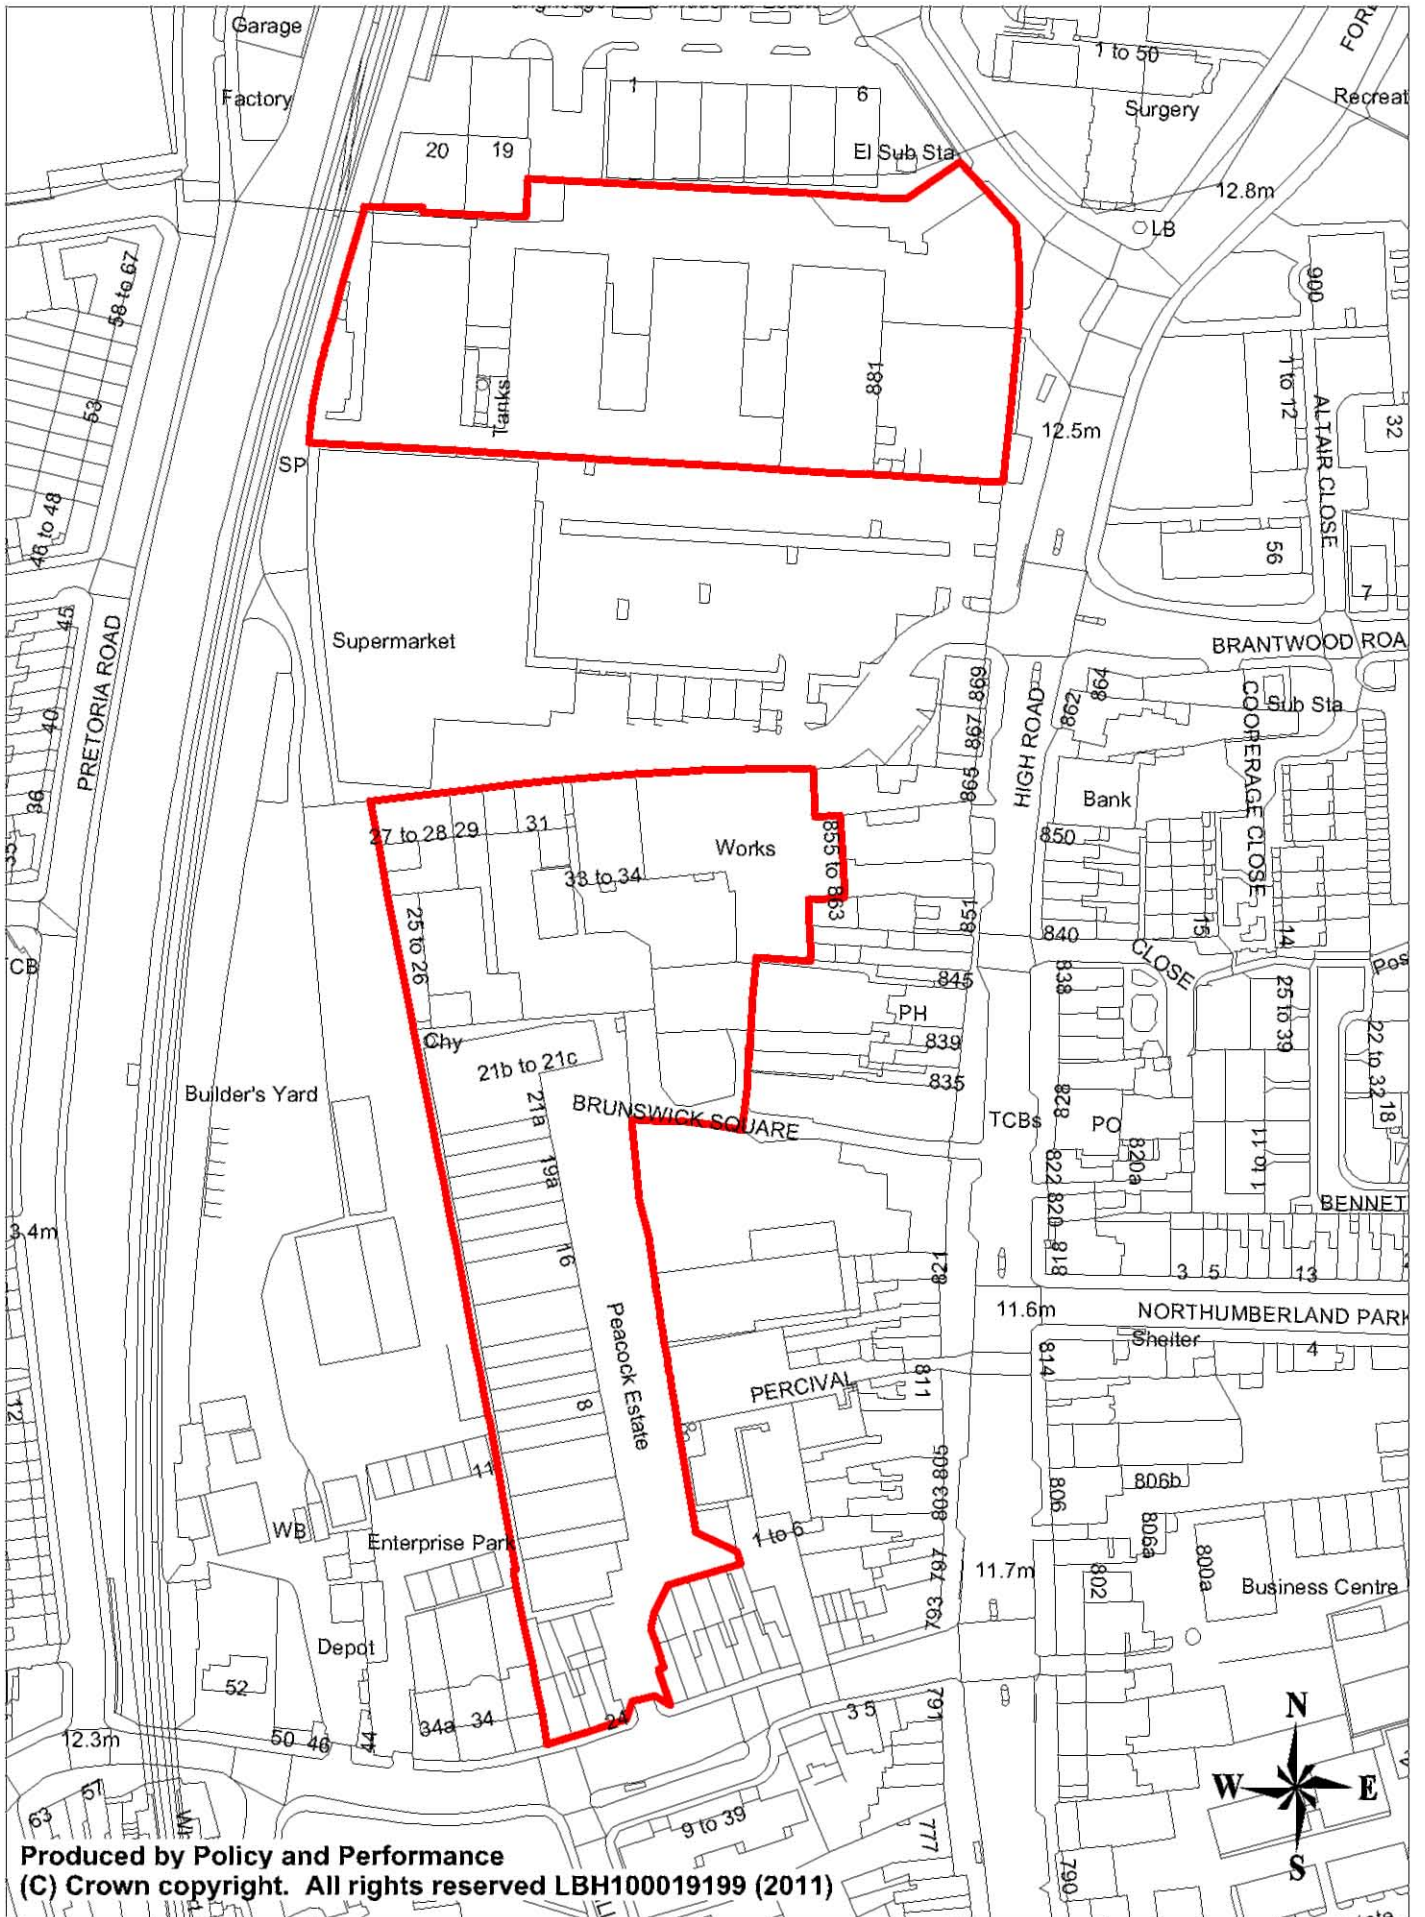 Garage
1 to 50
Factory
1
6
Surgery
20
19
El Sub Sta
12.8m
LB
58 to 67
900
881
Tanks
1 to 12
ALTAIR CLOSE
32
53
12.5m
SP
46 to 48
56
7
45
PRETORIA ROAD
Supermarket
BRANTWOOD ROA
869
864
862
867
HIGH ROAD
COOPERAGE CLOSE
Sub Sta
40
36
865
Bank
27 to 28
29
31
Works
850
33 to 34
855 to 863
25 to 26
851
15
14
840
CLOSE
845
838
25 to 39
PH
Chy
839
22 to 32
21b to 21c
835
Builder's Yard
21a
BRUNSWICK SQUARE
TCBs
828
PO
18
1 to 11
820a
19a
822
820
BENNET
3.4m
16
821
818
3
5
13
11.6m
NORTHUMBERLAND PARK
Peacock Estate
Shelter
814
4
PERCIVAL
811
12
8
11
805
803
806
806b
WB
Enterprise Park
1 to 6
806a
800a
797
11.7m
802
Business Centre
793
Depot
52
24
34a
34
3 5
791
50
46
44
12.3m
N
W
E
S
57
63
9 to 39
777
790
Produced by Policy and Performance
(C) Crown copyright. All rights reserved LBH100019199 (2011)